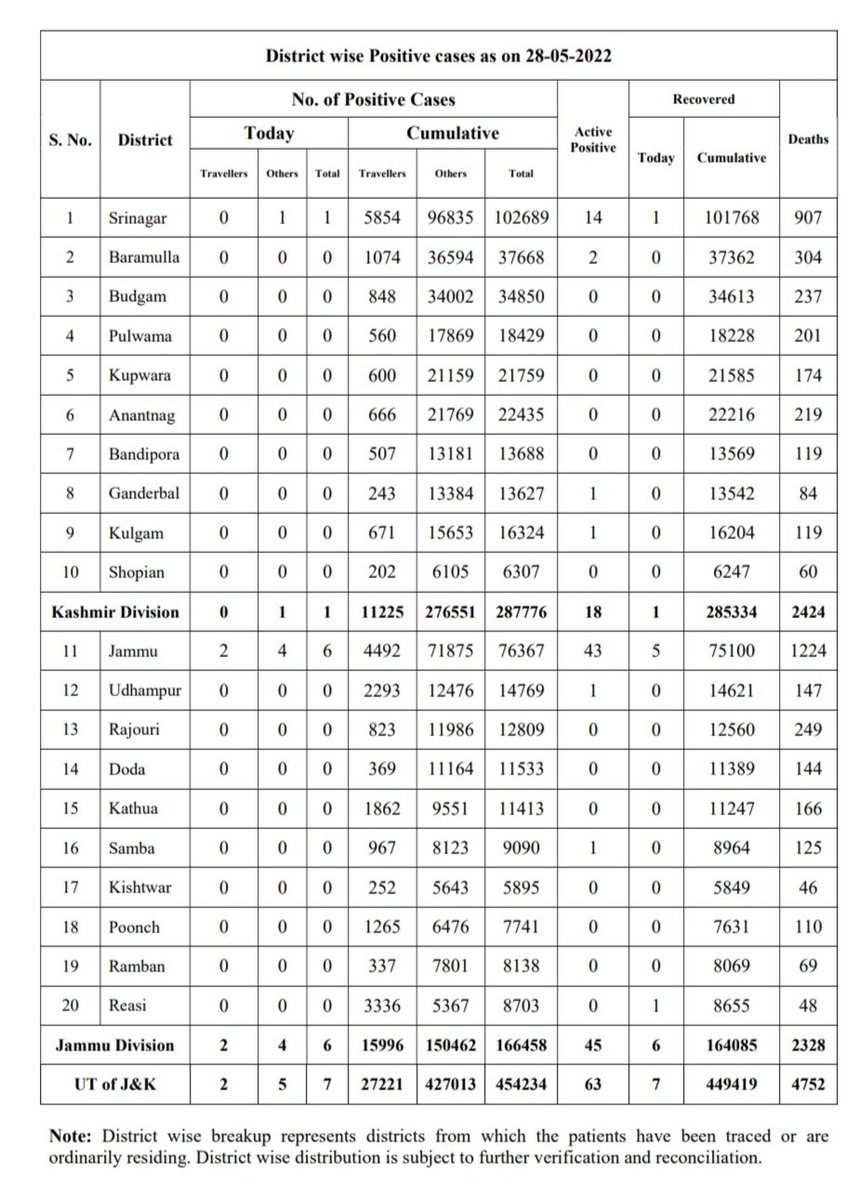 District wise Positive cases as on 28-05-2022
S. No. District No. of Positive Cases Active Positive Recovered Deaths
Today Cumulative Today Cumulative
Travellers Others Total Travellers Others Total
1 Srinagar 0 1 1 5854 96835 102689 14 1 101768 907
2 Baramulla 0 0 0 1074 36594 37668 2 0 37362 304
3 Budgam 0 0 0 848 34002 34850 0 0 34613 237
4 Pulwama 0 0 0 560 17869 18429 0 0 18228 201
5 Kupwara 0 0 0 600 21159 21759 0 0 21585 174
6 Anantnag 0 0 0 666 21769 22435 0 0 22216 219
7 Bandipora 0 0 0 507 13181 13688 0 0 13569 119
8 Ganderbal 0 0 0 243 13384 13627 1 0 13542 84
9 Kulgam 0 0 0 671 15653 16324 1 0 16204 119
10 Shopian 0 0 0 202 6105 6307 0 0 6247 60
Kashmir Division 0 1 1 11225 276551 287776 18 1 285334 2424
11 Jammu 2 4 6 4492 71875 76367 43 5 75100 1224
12 Udhampur 0 0 0 2293 12476 14769 1 0 14621 147
13 Rajouri 0 0 0 823 11986 12809 0 0 12560 249
14 Doda 0 0 0 369 11164 11533 0 0 11389 144
15 Kathua 0 0 0 1862 9551 11413 0 0 11247 166
16 Samba 0 0 0 967 8123 9090 1 0 8964 125
17 Kishtwar 0 0 0 252 5643 5895 0 0 5849 46
18 Poonch 0 0 0 1265 6476 7741 0 0 7631 110
19 Ramban 0 0 0 337 7801 8138 0 0 8069 69
20 Reasi 0 0 0 3336 5367 8703 0 1 8655 48
Jammu Division 2 4 6 15996 150462 166458 45 6 164085 2328
UT of J&K 2 5 7 27221 427013 454234 63 7 449419 4752
Note: District wise breakup represents districts from which the patients have been traced or are
ordinarily residing. District wise distribution is subject to further verification and reconciliation.